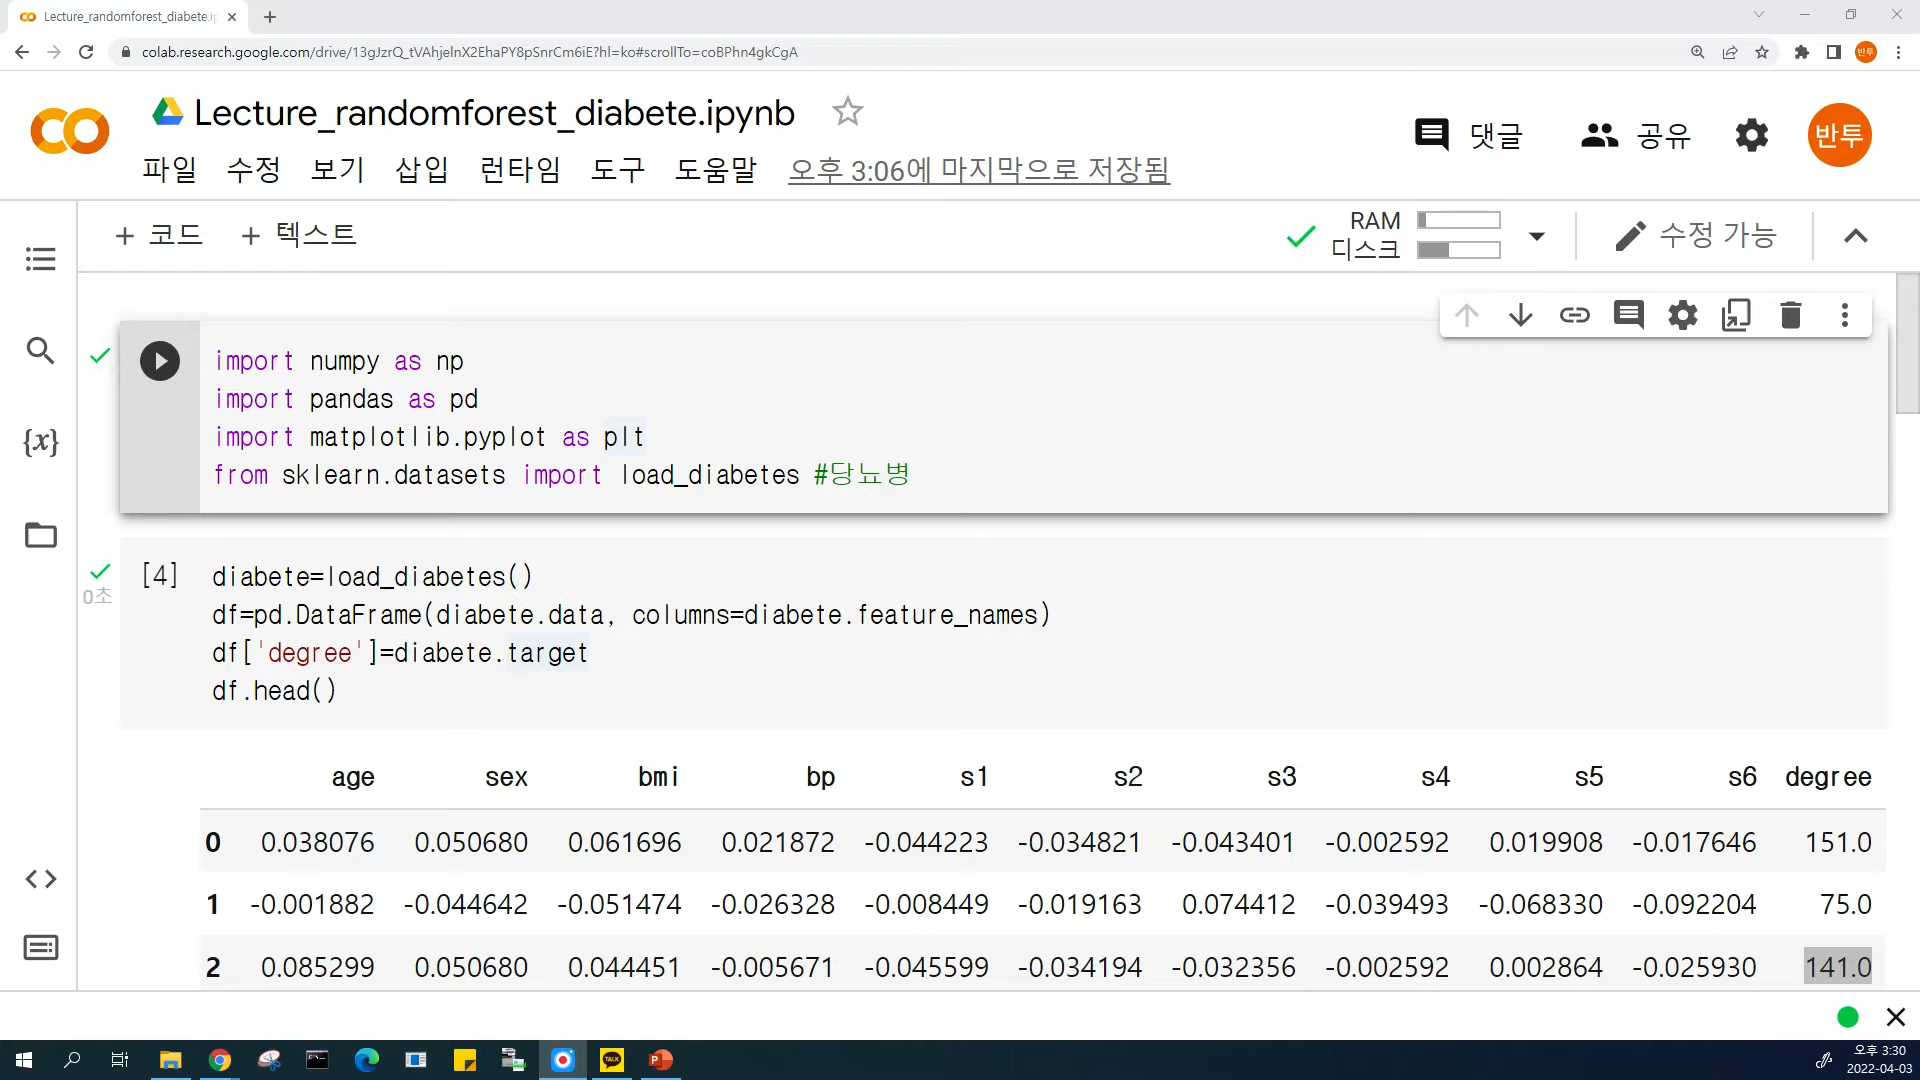 Lecture_randomforest_diabete.ip
colab.research.google.com/drive/13gJzrQ_tVAhjelnX2EhaPY8pSnrCm6iE?hl=ko#scrollTo=coBPhn4gkCgA
반투
Lecture_randomforest_diabete.ipynb
댓글
공유
반투
파일 수정 보기 삽입 런타임 도구 도움말 오후 3:06에 마지막으로 저장됨
+ 코드 + 텍스트
RAM
디스크
수정 가능
{x}
import numpy as np
import pandas as pd
import matplotlib.pyplot as plt
from sklearn.datasets import load_diabetes #당뇨병
[4]
0초
diabete=load_diabetes()
df=pd.DataFrame(diabete.data, columns=diabete.feature_names)
df['degree']=diabete.target
df.head()
age sex bmi bp s1 s2 s3 s4 s5 s6 degree
0 0.038076 0.050680 0.061696 0.021872 -0.044223 -0.034821 -0.043401 -0.002592 0.019908 -0.017646 151.0
1 -0.001882 -0.044642 -0.051474 -0.026328 -0.008449 -0.019163 0.074412 -0.039493 -0.068330 -0.092204 75.0
2 0.085299 0.050680 0.044451 -0.005671 -0.045599 -0.034194 -0.032356 -0.002592 0.002864 -0.025930 141.0
TALK
오후 3:30
2022-04-03